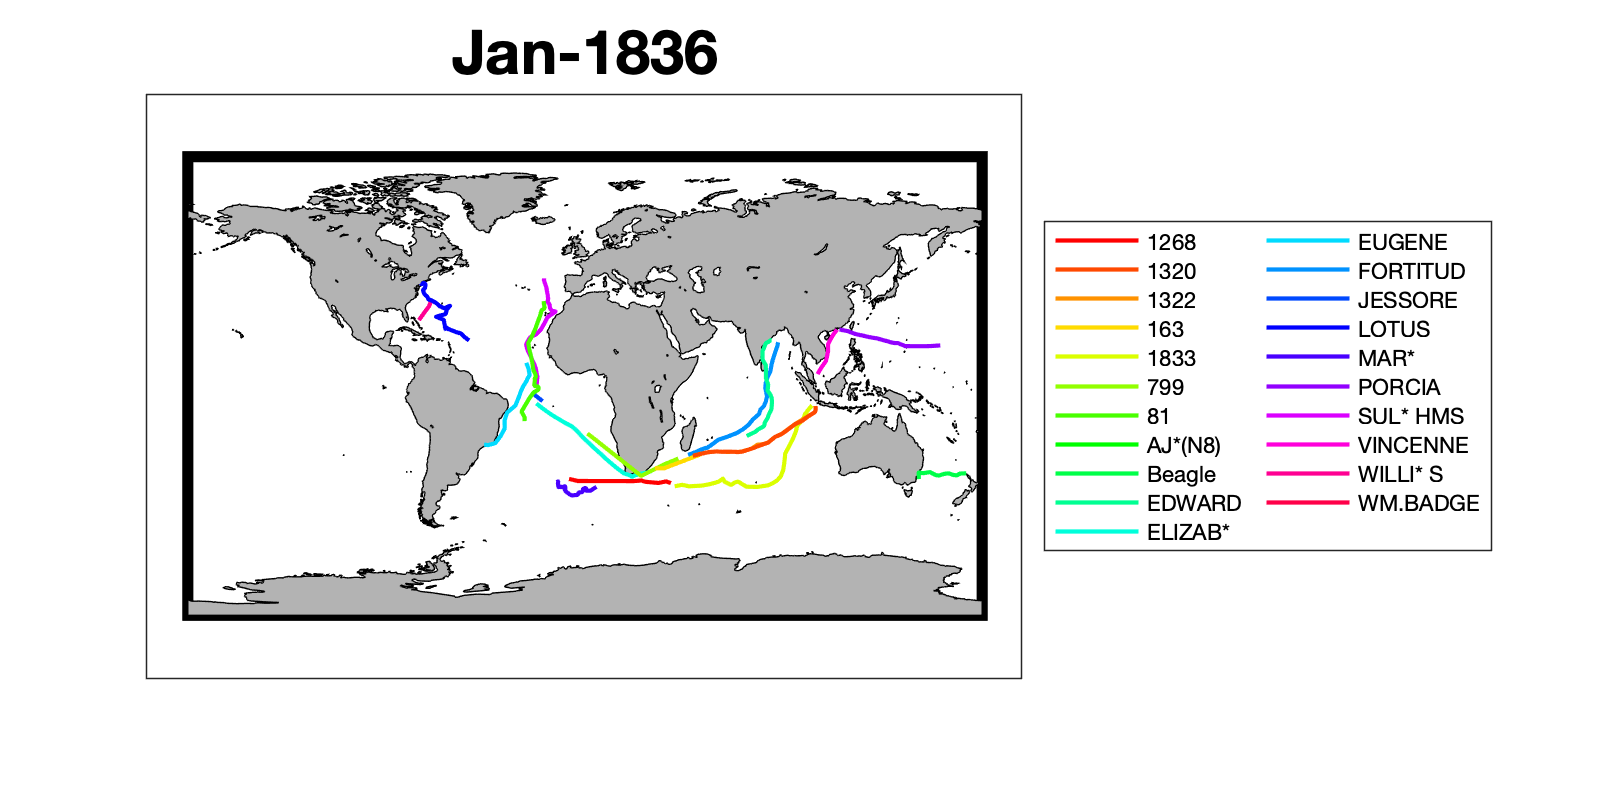 Jan-1836
1268
1320
1322
163
1833
799
81
AJ*(N8)
Beagle
EDWARD
ELIZAB*
EUGENE
FORTITUD
JESSORE
LOTUS
MAR*
PORCIA
SUL* HMS
VINCENNE
WILLI* S
WM.BADGE